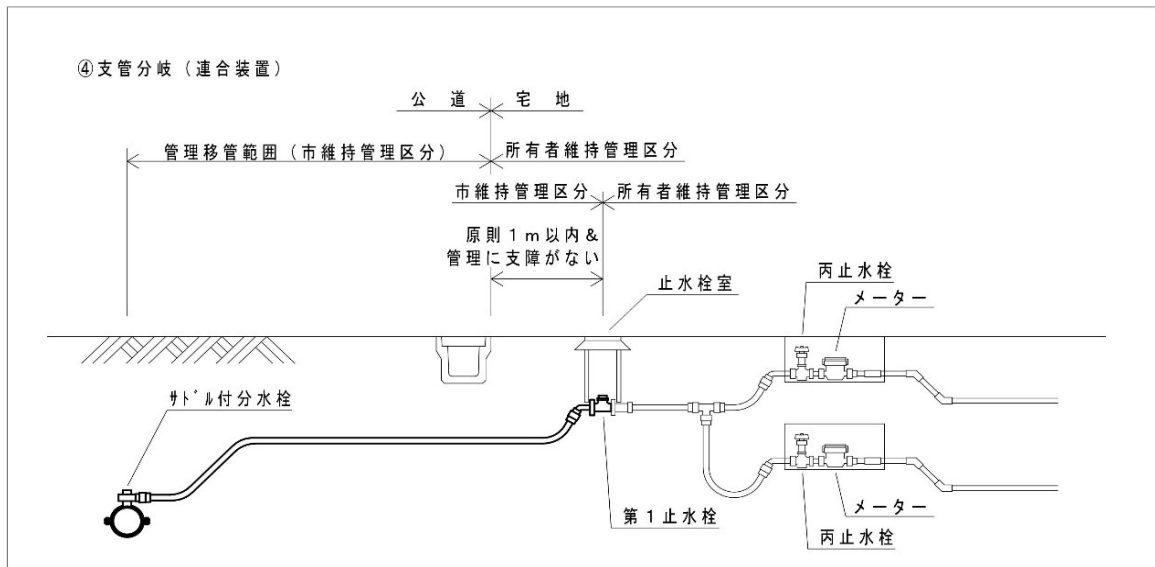 ④支管分岐（連合装置）
公 道 宅 地
管理移管範囲（市維持管理区分） 所有者維持管理区分
市維持管理区分 所有者維持管理区分
原則1m以内&
管理に支障がない
止水栓室
丙止水栓
メーター
ｻﾄﾞﾙ付分水栓
第1止水栓
メーター
丙止水栓